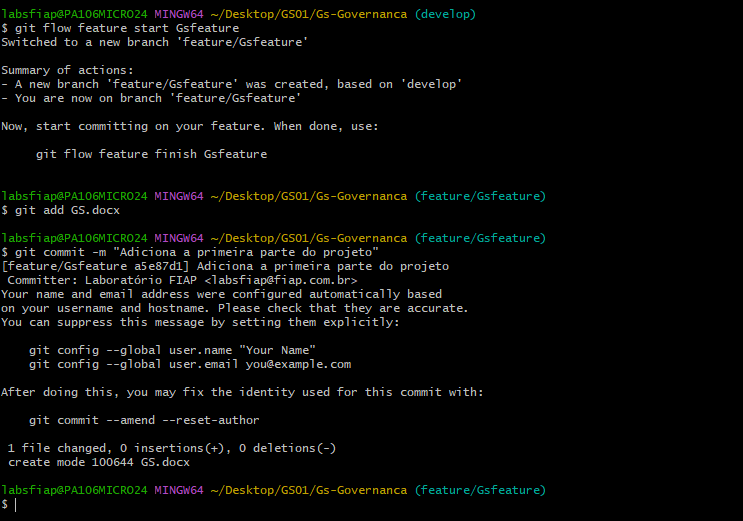 labsfiap@PA106MICRO24 MINGW64 ~/Desktop/GS01/Gs-Governanca (develop)
$ git flow feature start Gsfeature
Switched to a new branch 'feature/Gsfeature'
Summary of actions:
- A new branch 'feature/Gsfeature' was created, based on 'develop'
- You are now on branch 'feature/Gsfeature'
Now, start committing on your feature. When done, use:
git flow feature finish Gsfeature
labsfiap@PA106MICRO24 MINGW64 ~/Desktop/GS01/Gs-Governanca (feature/Gsfeature)
$ git add GS.docx
labsfiap@PA106MICRO24 MINGW64 ~/Desktop/GS01/Gs-Governanca (feature/Gsfeature)
$ git commit -m "Adiciona a primeira parte do projeto"
[feature/Gsfeature a5e87d1] Adiciona a primeira parte do projeto
Committer: Laboratório FIAP <labsfiap@fiap.com.br>
Your name and email address were configured automatically based
on your username and hostname. Please check that they are accurate.
You can suppress this message by setting them explicitly:
git config --global user.name "Your Name"
git config --global user.email you@example.com
After doing this, you may fix the identity used for this commit with:
git commit --amend --reset-author
1 file changed, 0 insertions(+), 0 deletions(-)
create mode 100644 GS.docx
labsfiap@PA106MICRO24 MINGW64 ~/Desktop/GS01/Gs-Governanca (feature/Gsfeature)
$